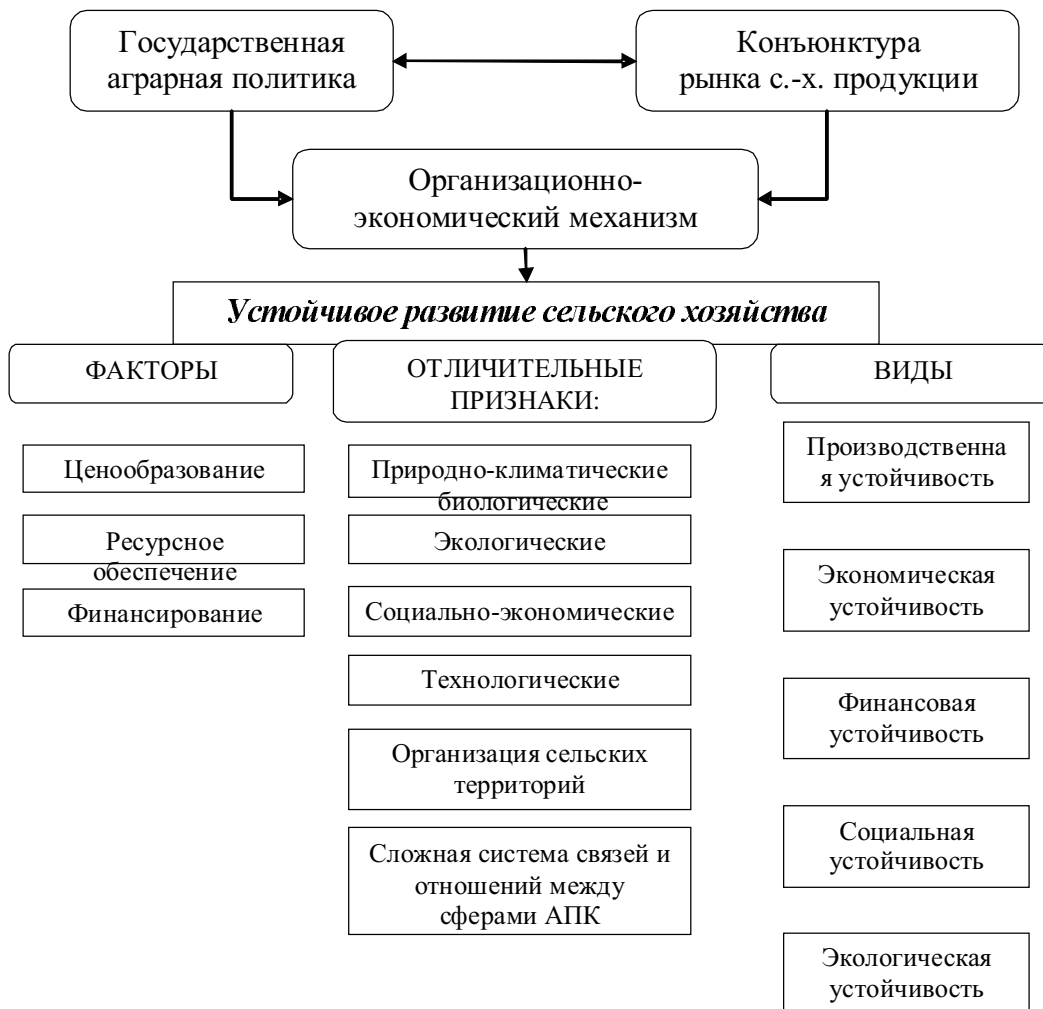 Государственная
аграрная политика
Конъюнктура
рынка с.-х. продукции
Организационно-
экономический механизм
Устойчивое развитие сельского хозяйства
ФАКТОРЫ
Ценообразование
Ресурсное
обеспечение
Финансирование
ОТЛИЧИТЕЛЬНЫЕ
ПРИЗНАКИ:
Природно-климатические
биологические
Экологические
Социально-экономические
Технологические
Организация сельских
территорий
Сложная система связей и
отношений между
сферами АПК
ВИДЫ
Производственна
я устойчивость
Экономическая
устойчивость
Финансовая
устойчивость
Социальная
устойчивость
Экологическая
устойчивость